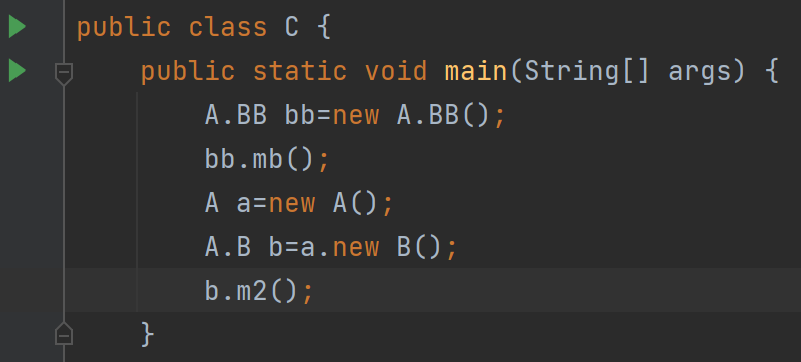 public class C {
    public static void main(String[] args) {
        A.BB bb=new A.BB();
        bb.mb();
        A a=new A();
        A.B b=a.new B();
        b.m2();
    }